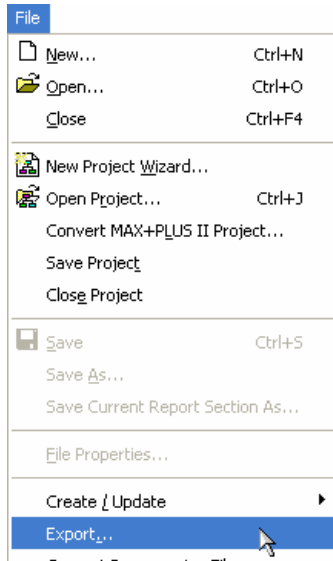 File
New... Ctrl+N
Open... Ctrl+O
Close Ctrl+F4
New Project Wizard...
Open Project... Ctrl+J
Convert MAX+PLUS II Project...
Save Project
Close Project
Save Ctrl+S
Save As...
Save Current Report Section As...
File Properties...
Create / Update
Export...